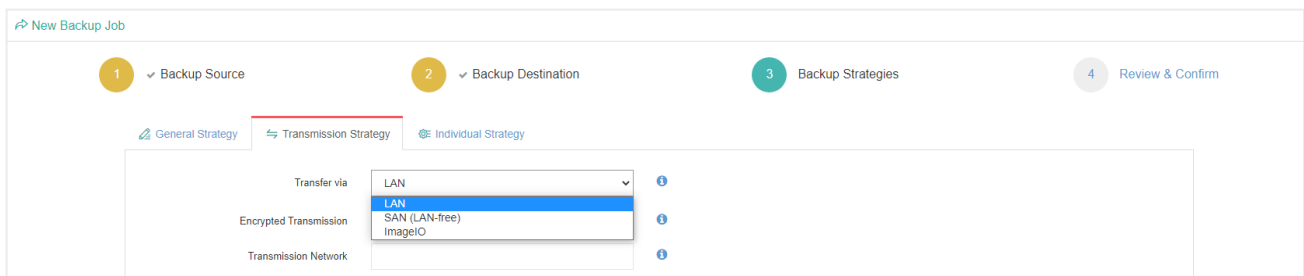 New Backup Job
1 Backup Source
2 Backup Destination
3 Backup Strategies
4 Review & Confirm
General Strategy
Transmission Strategy
Individual Strategy
Transfer via
LAN
LAN
SAN (LAN-free)
ImageIO
Encrypted Transmission
Transmission Network